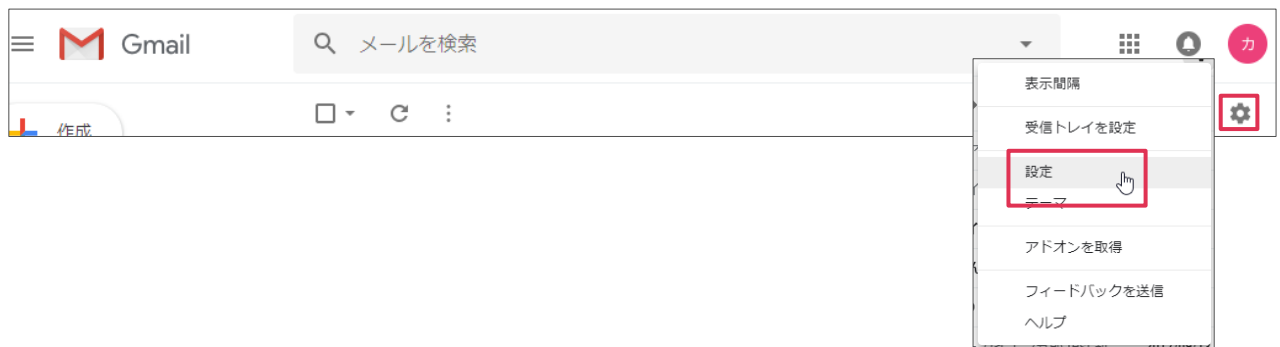 Gmail
メールを検索
カ
作成
表示間隔
受信トレイを設定
設定
テーマ
アドオンを取得
フィードバックを送信
ヘルプ